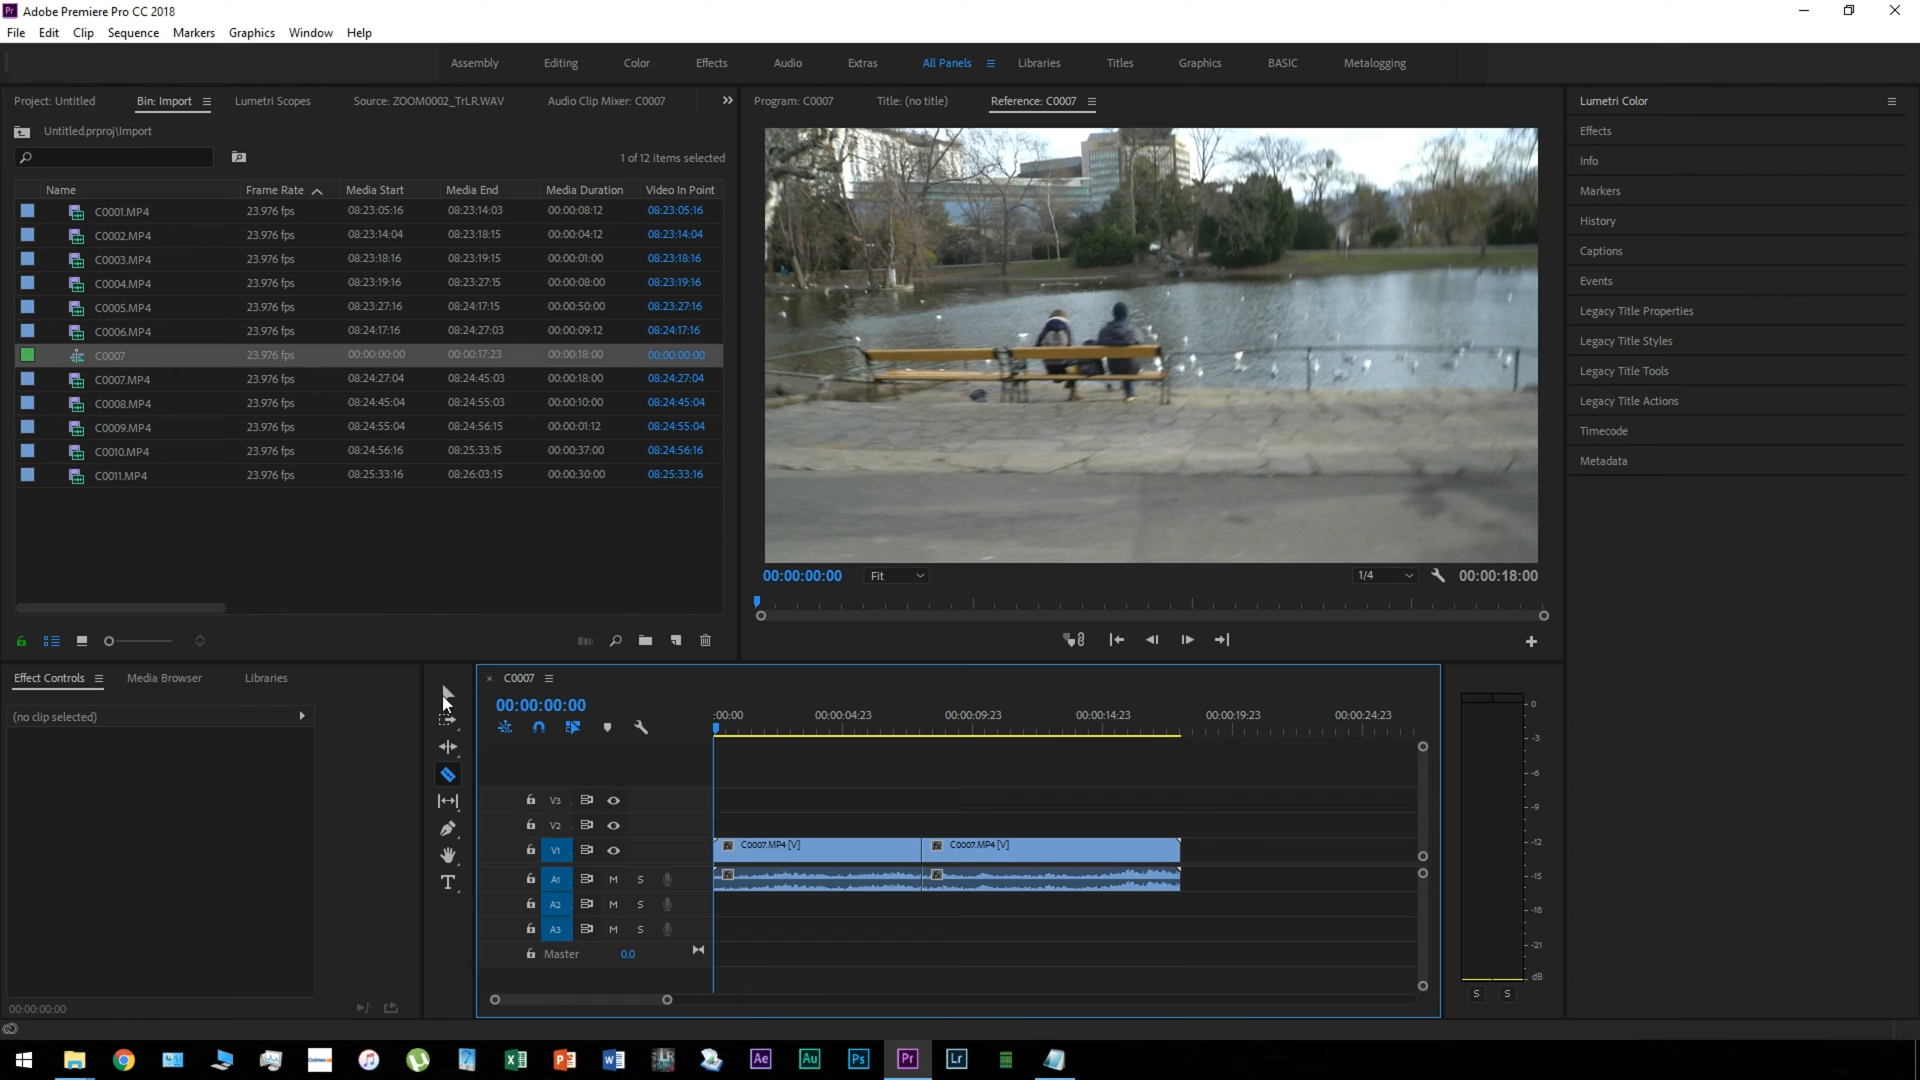 Adobe Premiere Pro CC 2018
File Edit Clip Sequence Markers Graphics Window Help
Assembly Editing Color Effects Audio Extras All Panels Libraries Titles Graphics BASIC Metalogging
Project: Untitled Bin: Import Lumetri Scopes Source: ZOOM0002_TrLR.WAV Audio Clip Mixer: C0007
Untitled.prproj\Import
1 of 12 items selected
Name Frame Rate Media Start Media End Media Duration Video In Point
C0001.MP4 23.976 fps 08:23:05:16 08:23:14:03 00:00:08:12 08:23:05:16
C0002.MP4 23.976 fps 08:23:14:04 08:23:18:15 00:00:04:12 08:23:14:04
C0003.MP4 23.976 fps 08:23:18:16 08:23:19:15 00:00:01:00 08:23:18:16
C0004.MP4 23.976 fps 08:23:19:16 08:23:27:15 00:00:08:00 08:23:19:16
C0005.MP4 23.976 fps 08:23:27:16 08:24:17:15 00:00:50:00 08:23:27:16
C0006.MP4 23.976 fps 08:24:17:16 08:24:27:03 00:00:09:12 08:24:17:16
C0007 23.976 fps 00:00:00:00 00:00:17:23 00:00:18:00 00:00:00:00
C0007.MP4 23.976 fps 08:24:27:04 08:24:45:03 00:00:18:00 08:24:27:04
C0008.MP4 23.976 fps 08:24:45:04 08:24:55:03 00:00:10:00 08:24:45:04
C0009.MP4 23.976 fps 08:24:55:04 08:24:56:15 00:00:01:12 08:24:55:04
C0010.MP4 23.976 fps 08:24:56:16 08:25:33:15 00:00:37:00 08:24:56:16
C0011.MP4 23.976 fps 08:25:33:16 08:26:03:15 00:00:30:00 08:25:33:16
Program: C0007 Title: (no title) Reference: C0007
00:00:00:00 Fit 1/4 00:00:18:00
Lumetri Color
Effects
Info
Markers
History
Captions
Events
Legacy Title Properties
Legacy Title Styles
Legacy Title Tools
Legacy Title Actions
Timecode
Metadata
Effect Controls Media Browser Libraries
(no clip selected)
00:00:00:00
T
C0007
00:00:00:00
:00:00 00:00:04:23 00:00:09:23 00:00:14:23 00:00:19:23 00:00:24:23
V3
V2
V1 fx C0007.MP4 [V] fx C0007.MP4 [V]
A1 M S fx fx
A2 M S
A3 M S
Master 0.0
0
-3
-6
-9
-12
-15
-18
-21
dB
S S
Ae Au Ps Pr Lr